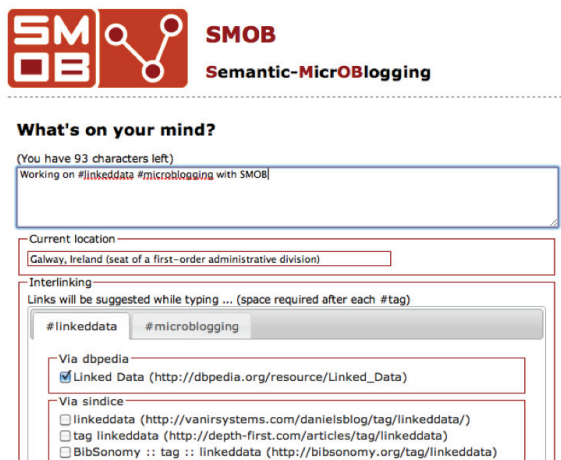 SM
OB
SMOB
Semantic-MicrOBlogging
What's on your mind?
(You have 93 characters left)
Working on #linkeddata #microblogging with SMOB
Current location
Galway, Ireland (seat of a first-order administrative division)
Interlinking
Links will be suggested while typing ... (space required after each #tag)
#linkeddata #microblogging
Via dbpedia
Linked Data (http://dbpedia.org/resource/Linked_Data)
Via sindice
linkeddata (http://vanirsystems.com/danielsblog/tag/linkeddata/)
tag linkeddata (http://depth-first.com/articles/tag/linkeddata)
BibSonomy :: tag :: linkeddata (http://bibsonomy.org/tag/linkeddata)